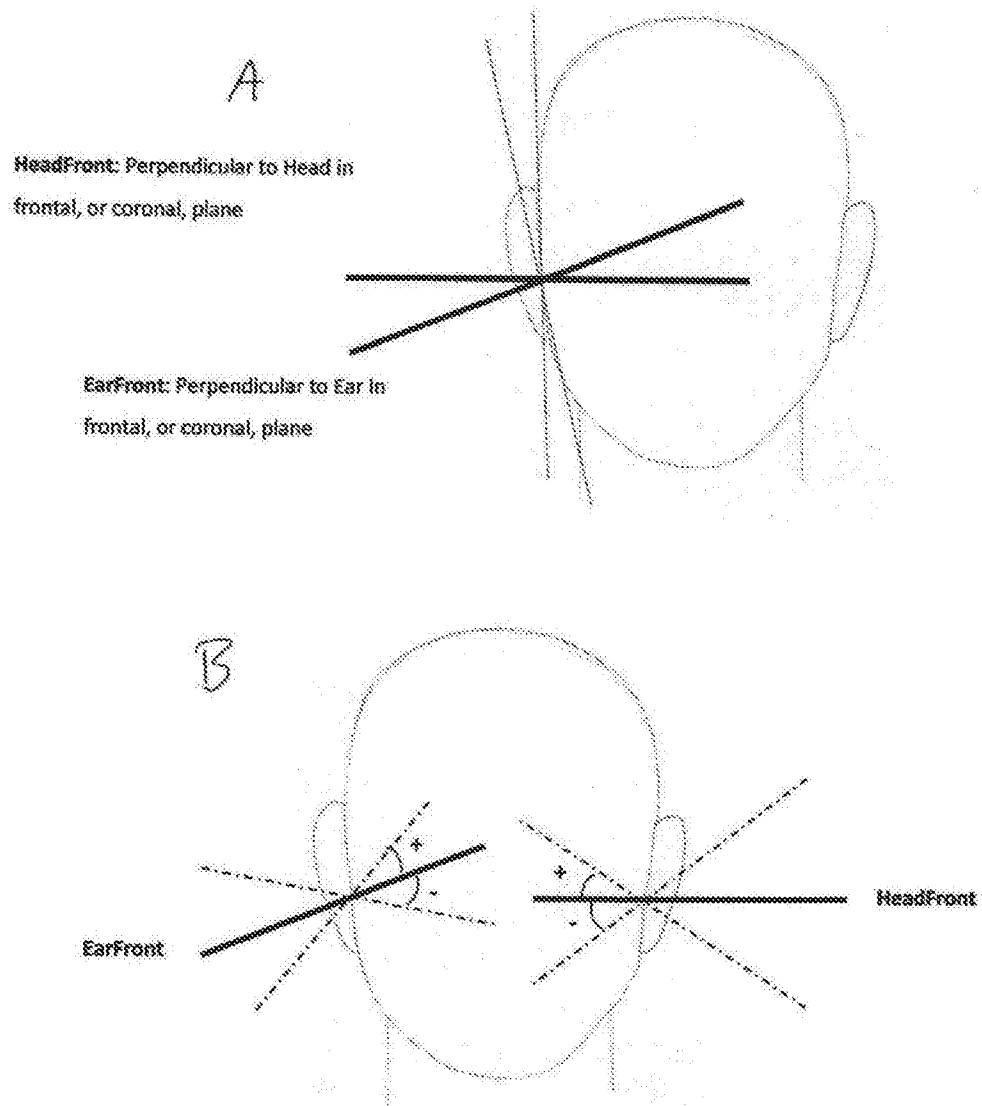 A
HeadFront: Perpendicular to Head in
frontal, or coronal, plane
EarFront: Perpendicular to Ear in
frontal, or coronal, plane
B
+
-
+
-
HeadFront
EarFront